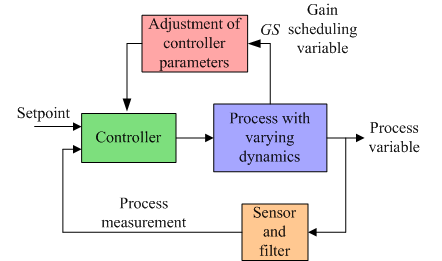 Adjustment of
controller
parameters
GS
Gain
scheduling
variable
Setpoint
Controller
Process with
varying
dynamics
Process
variable
Process
measurement
Sensor
and
filter